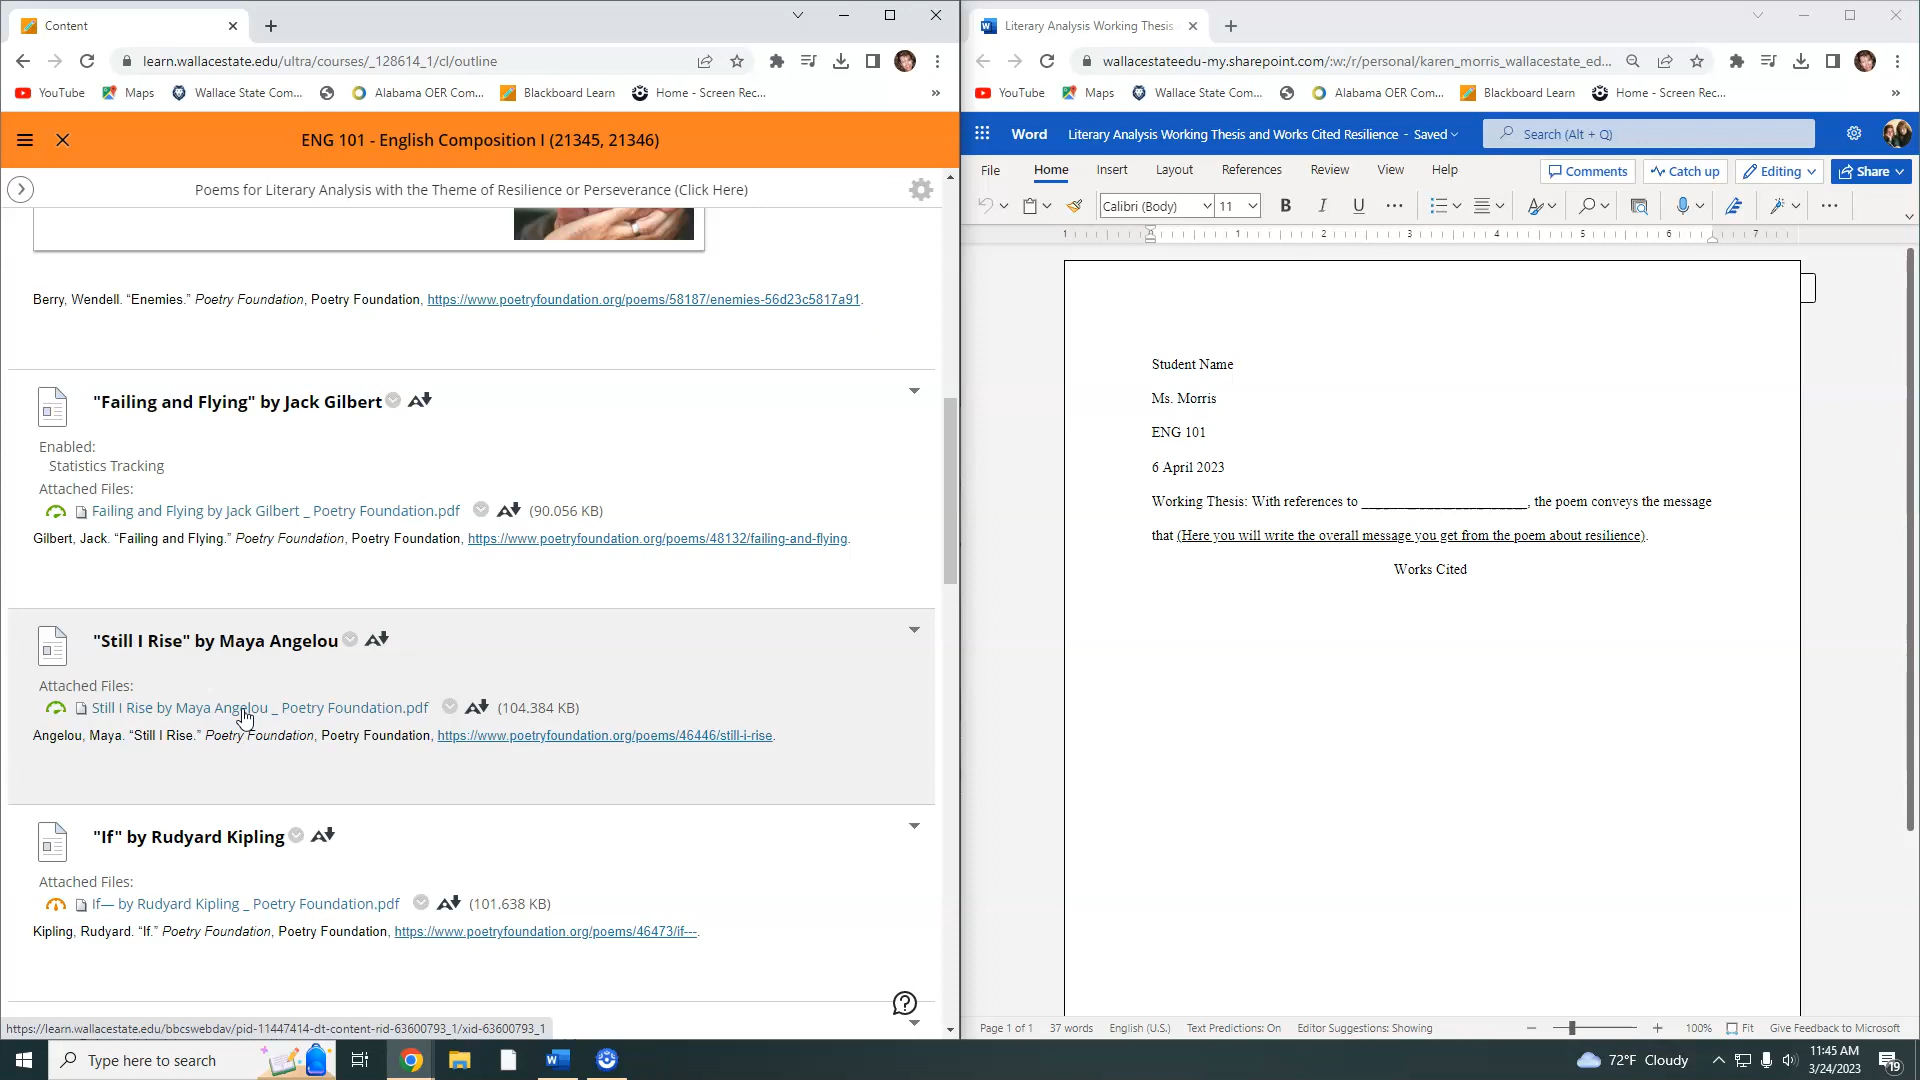 Content
learn.wallacestate.edu/ultra/courses/_128614_1/cl/outline
YouTube
Maps
Wallace State Com...
Alabama OER Com...
Blackboard Learn
Home - Screen Rec...
»
ENG 101 - English Composition I (21345, 21346)
Poems for Literary Analysis with the Theme of Resilience or Perseverance (Click Here)
Berry, Wendell. “Enemies.” Poetry Foundation, Poetry Foundation, https://www.poetryfoundation.org/poems/58187/enemies-56d23c5817a91.
"Failing and Flying" by Jack Gilbert
Enabled:
Statistics Tracking
Attached Files:
Failing and Flying by Jack Gilbert _ Poetry Foundation.pdf (90.056 KB)
Gilbert, Jack. “Failing and Flying.” Poetry Foundation, Poetry Foundation, https://www.poetryfoundation.org/poems/48132/failing-and-flying.
"Still I Rise" by Maya Angelou
Attached Files:
Still I Rise by Maya Angelou _ Poetry Foundation.pdf (104.384 KB)
Angelou, Maya. “Still I Rise.” Poetry Foundation, Poetry Foundation, https://www.poetryfoundation.org/poems/46446/still-i-rise.
"If" by Rudyard Kipling
Attached Files:
If— by Rudyard Kipling _ Poetry Foundation.pdf (101.638 KB)
Kipling, Rudyard. “If.” Poetry Foundation, Poetry Foundation, https://www.poetryfoundation.org/poems/46473/if---.
https://learn.wallacestate.edu/bbcswebdav/pid-11447414-dt-content-rid-63600793_1/xid-63600793_1
Literary Analysis Working Thesis
wallacestateedu-my.sharepoint.com/:w:/r/personal/karen_morris_wallacestate_ed...
YouTube
Maps
Wallace State Com...
Alabama OER Com...
Blackboard Learn
Home - Screen Rec...
»
Word
Literary Analysis Working Thesis and Works Cited Resilience - Saved
Search (Alt + Q)
File Home Insert Layout References Review View Help
Comments
Catch up
Editing
Share
Calibri (Body)
11
B I U
1 1 2 3 4 5 6 7
Student Name
Ms. Morris
ENG 101
6 April 2023
Working Thesis: With references to ________________________, the poem conveys the message
that (Here you will write the overall message you get from the poem about resilience).
Works Cited
Page 1 of 1
37 words
English (U.S.)
Text Predictions: On
Editor Suggestions: Showing
100%
Fit
Give Feedback to Microsoft
Type here to search
72°F Cloudy
11:45 AM
3/24/2023
19